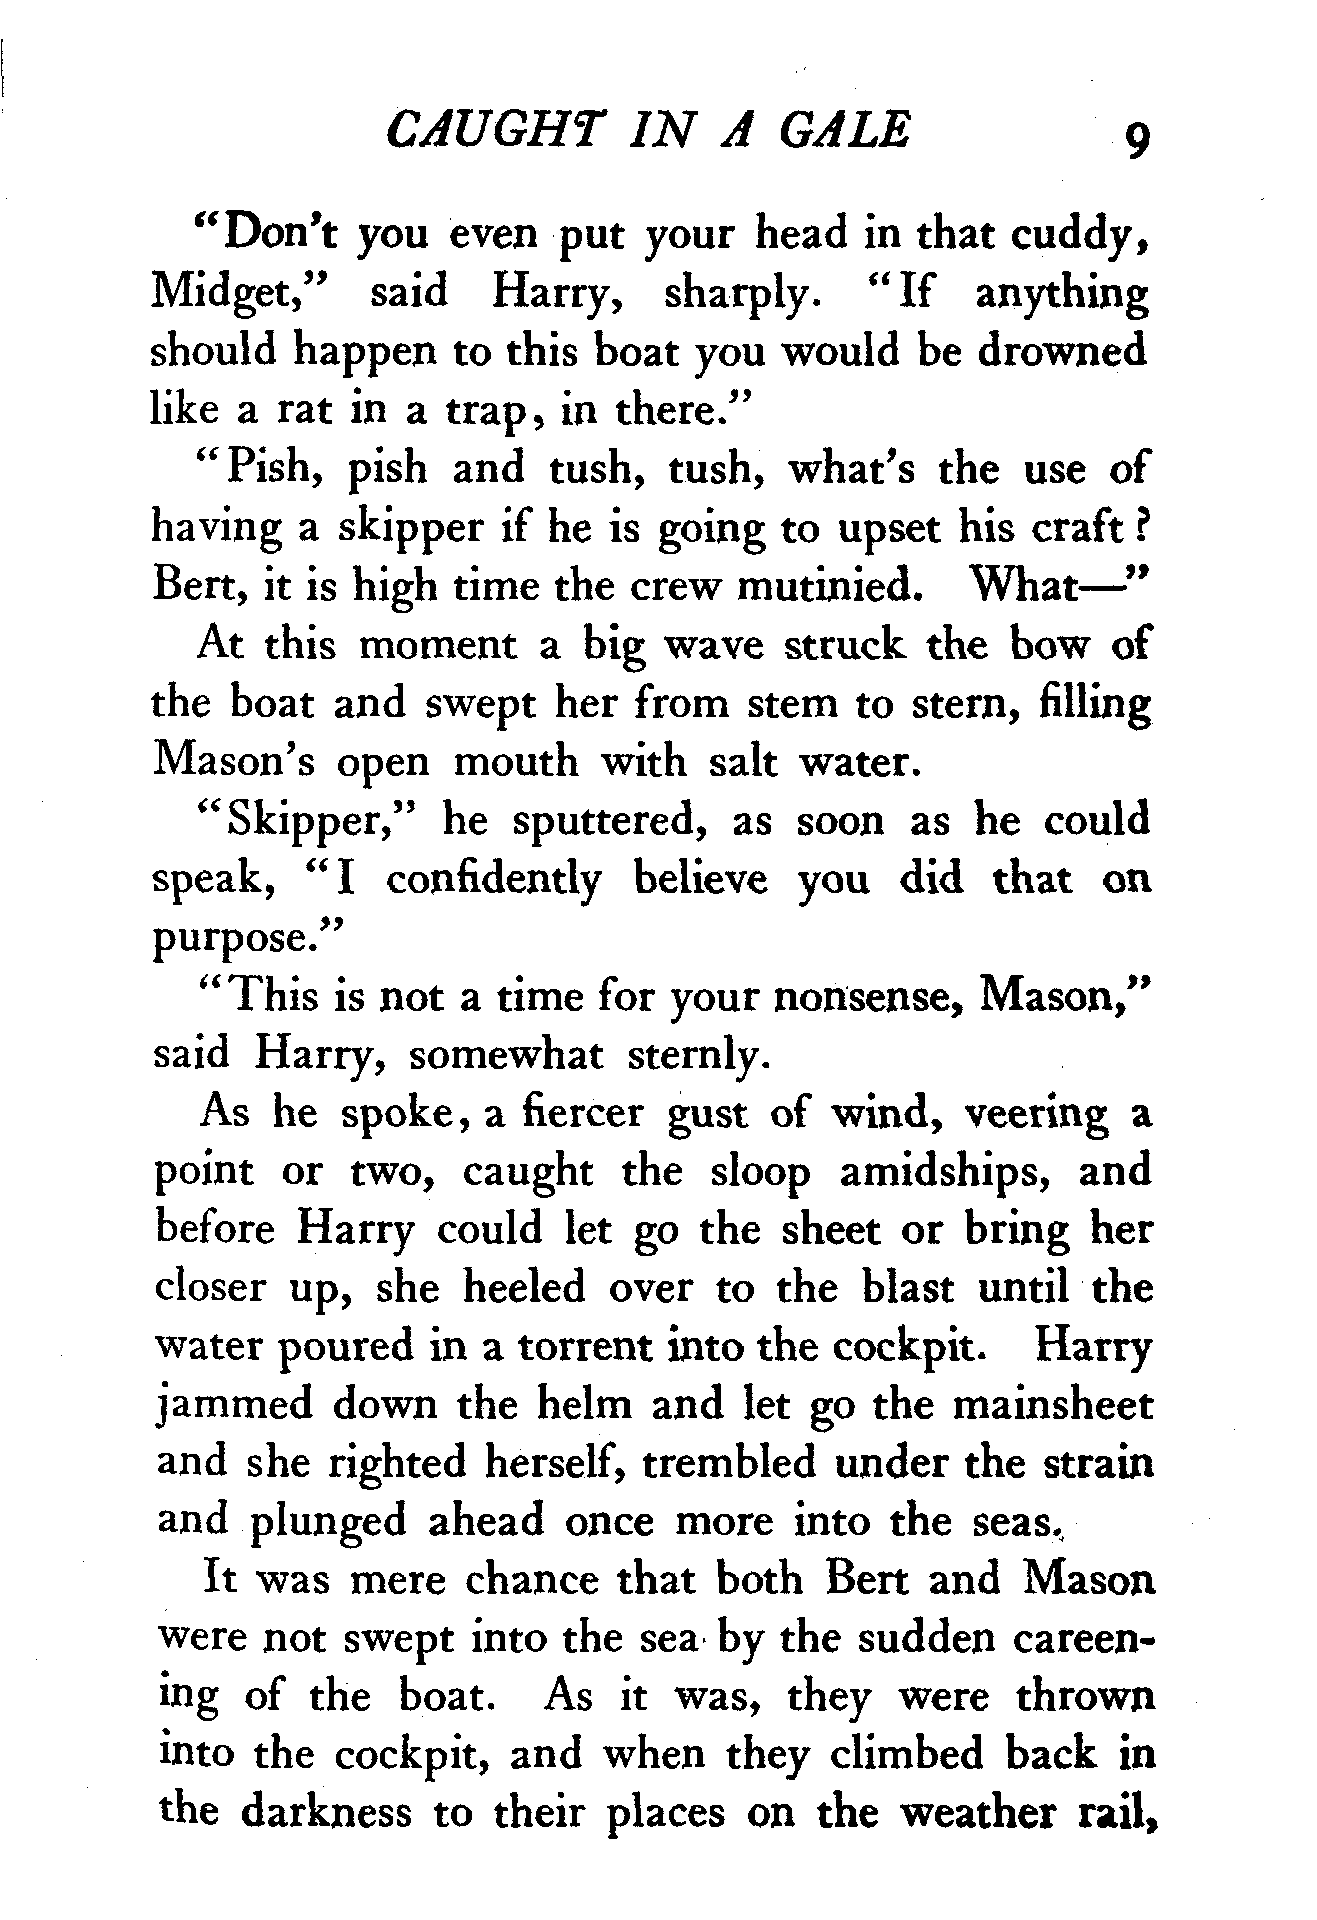 CAUGHT IN A GALE 9
“Don’t you even put your head in that cuddy,
Midget,” said Harry, sharply. “If anything
should happen to this boat you would be drowned
like a rat in a trap, in there.”
“Pish, pish and tush, tush, what’s the use of
having a skipper if he is going to upset his craft?
Bert, it is high time the crew mutinied. What—”
At this moment a big wave struck the bow of
the boat and swept her from stem to stern, filling
Mason’s open mouth with salt water.
“Skipper,” he sputtered, as soon as he could
speak, “I confidently believe you did that on
purpose.”
“This is not a time for your nonsense, Mason,”
said Harry, somewhat sternly.
As he spoke, a fiercer gust of wind, veering a
point or two, caught the sloop amidships, and
before Harry could let go the sheet or bring her
closer up, she heeled over to the blast until the
water poured in a torrent into the cockpit. Harry
jammed down the helm and let go the mainsheet
and she righted herself, trembled under the strain
and plunged ahead once more into the seas.
It was mere chance that both Bert and Mason
were not swept into the sea by the sudden careen-
ing of the boat. As it was, they were thrown
into the cockpit, and when they climbed back in
the darkness to their places on the weather rail,